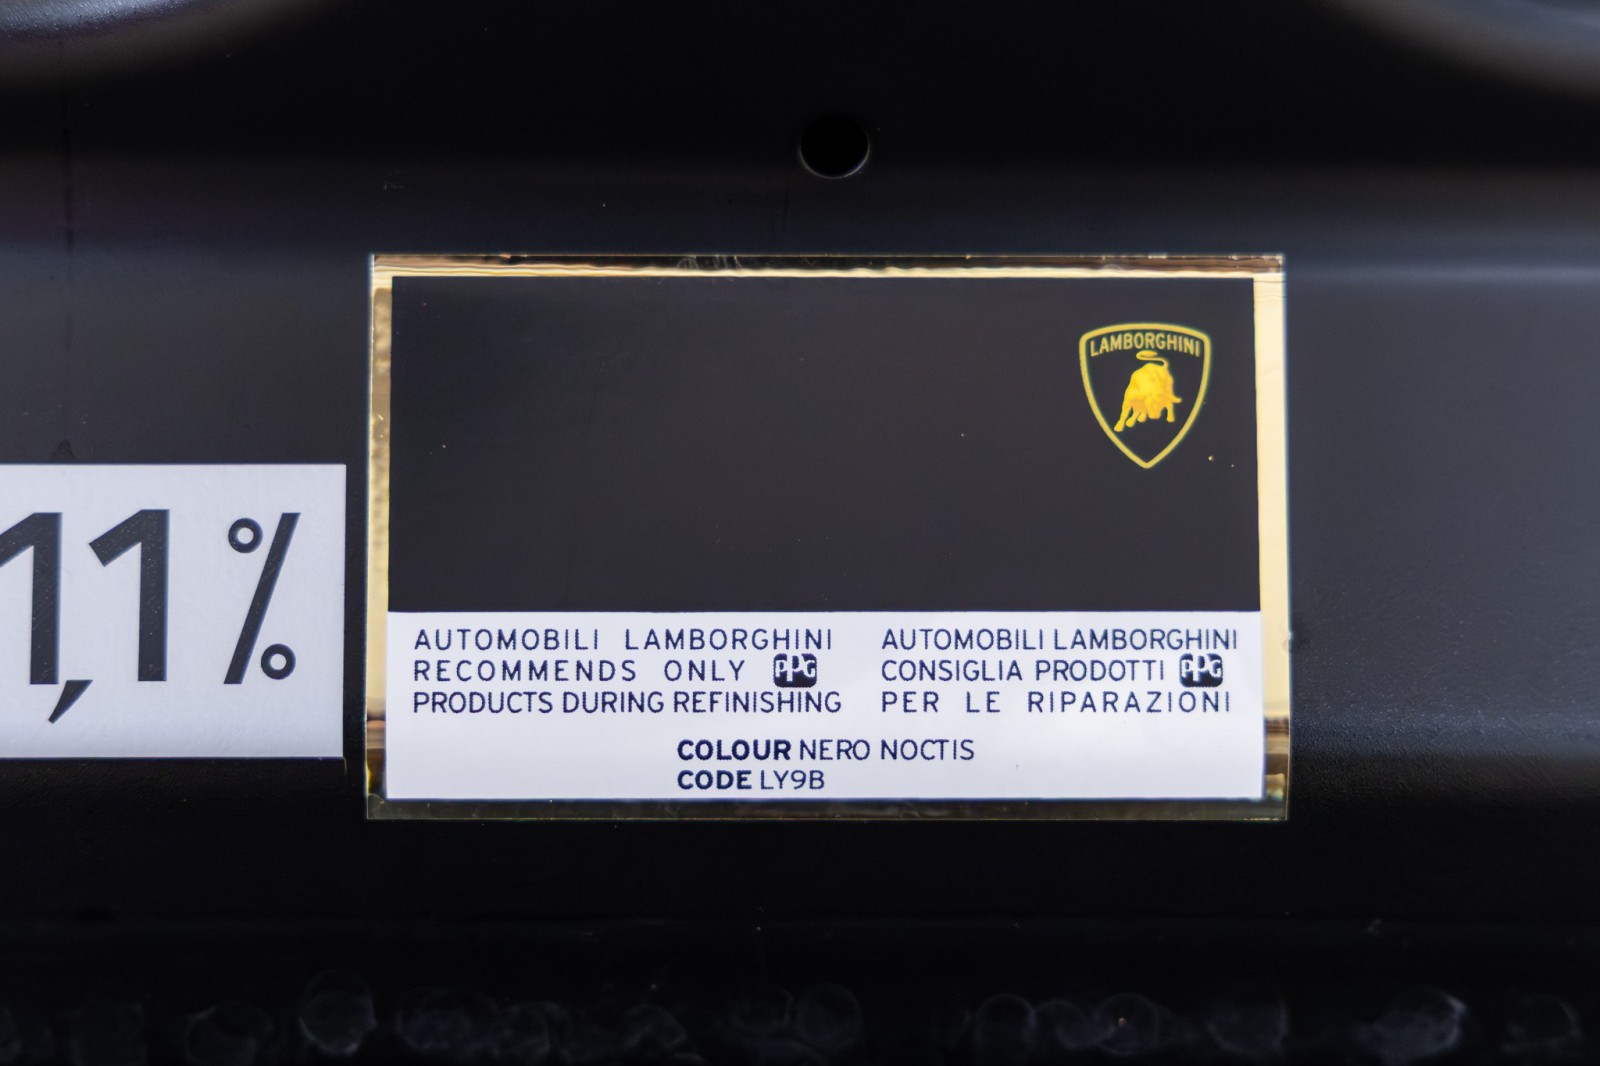 LAMBORGHINI
1,1 %
AUTOMOBILI LAMBORGHINI
RECOMMENDS ONLY PPG
PRODUCTS DURING REFINISHING
AUTOMOBILI LAMBORGHINI
CONSIGLIA PRODOTTI PPG
PER LE RIPARAZIONI
COLOUR NERO NOCTIS
CODE LY9B